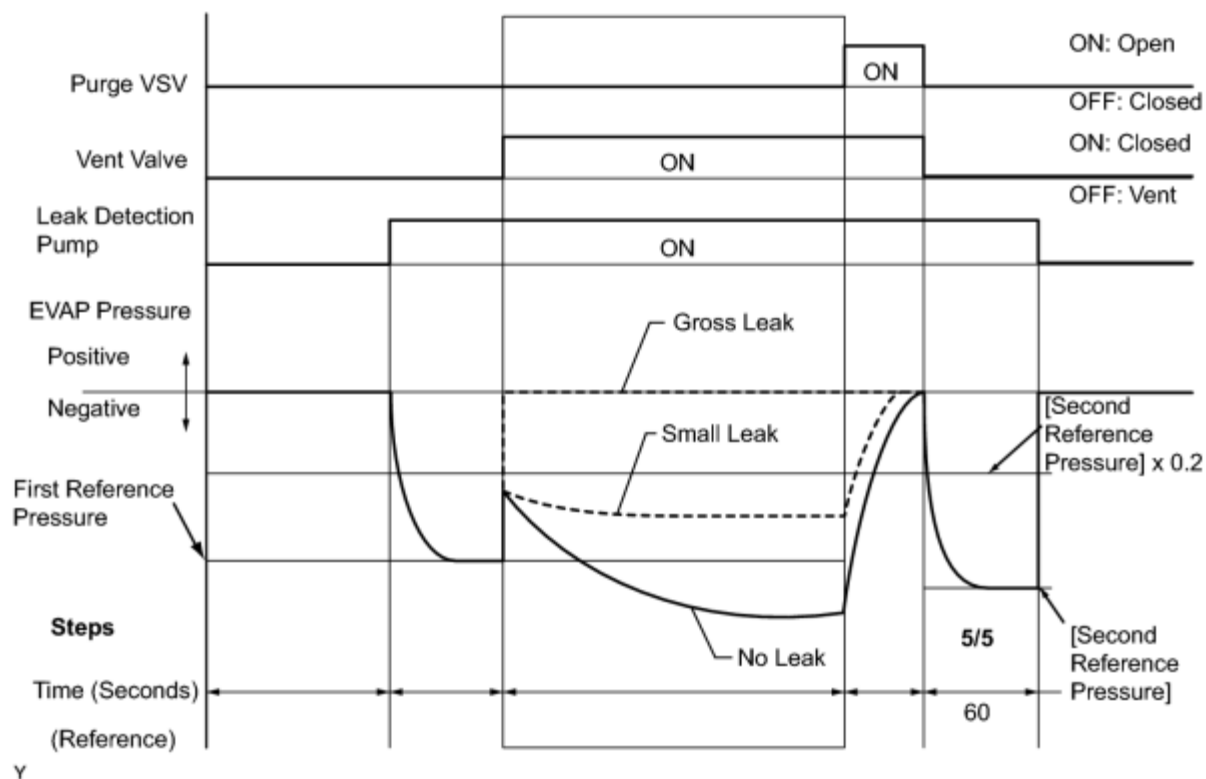 ON: Open
Purge VSV
ON
OFF: Closed
ON: Closed
Vent Valve
ON
OFF: Vent
Leak Detection
Pump
ON
EVAP Pressure
Gross Leak
Positive
Negative
[Second
Reference
Pressure] x 0.2
Small Leak
First Reference
Pressure
Steps
No Leak
5/5
[Second
Reference
Pressure]
Time (Seconds)
60
(Reference)
Y